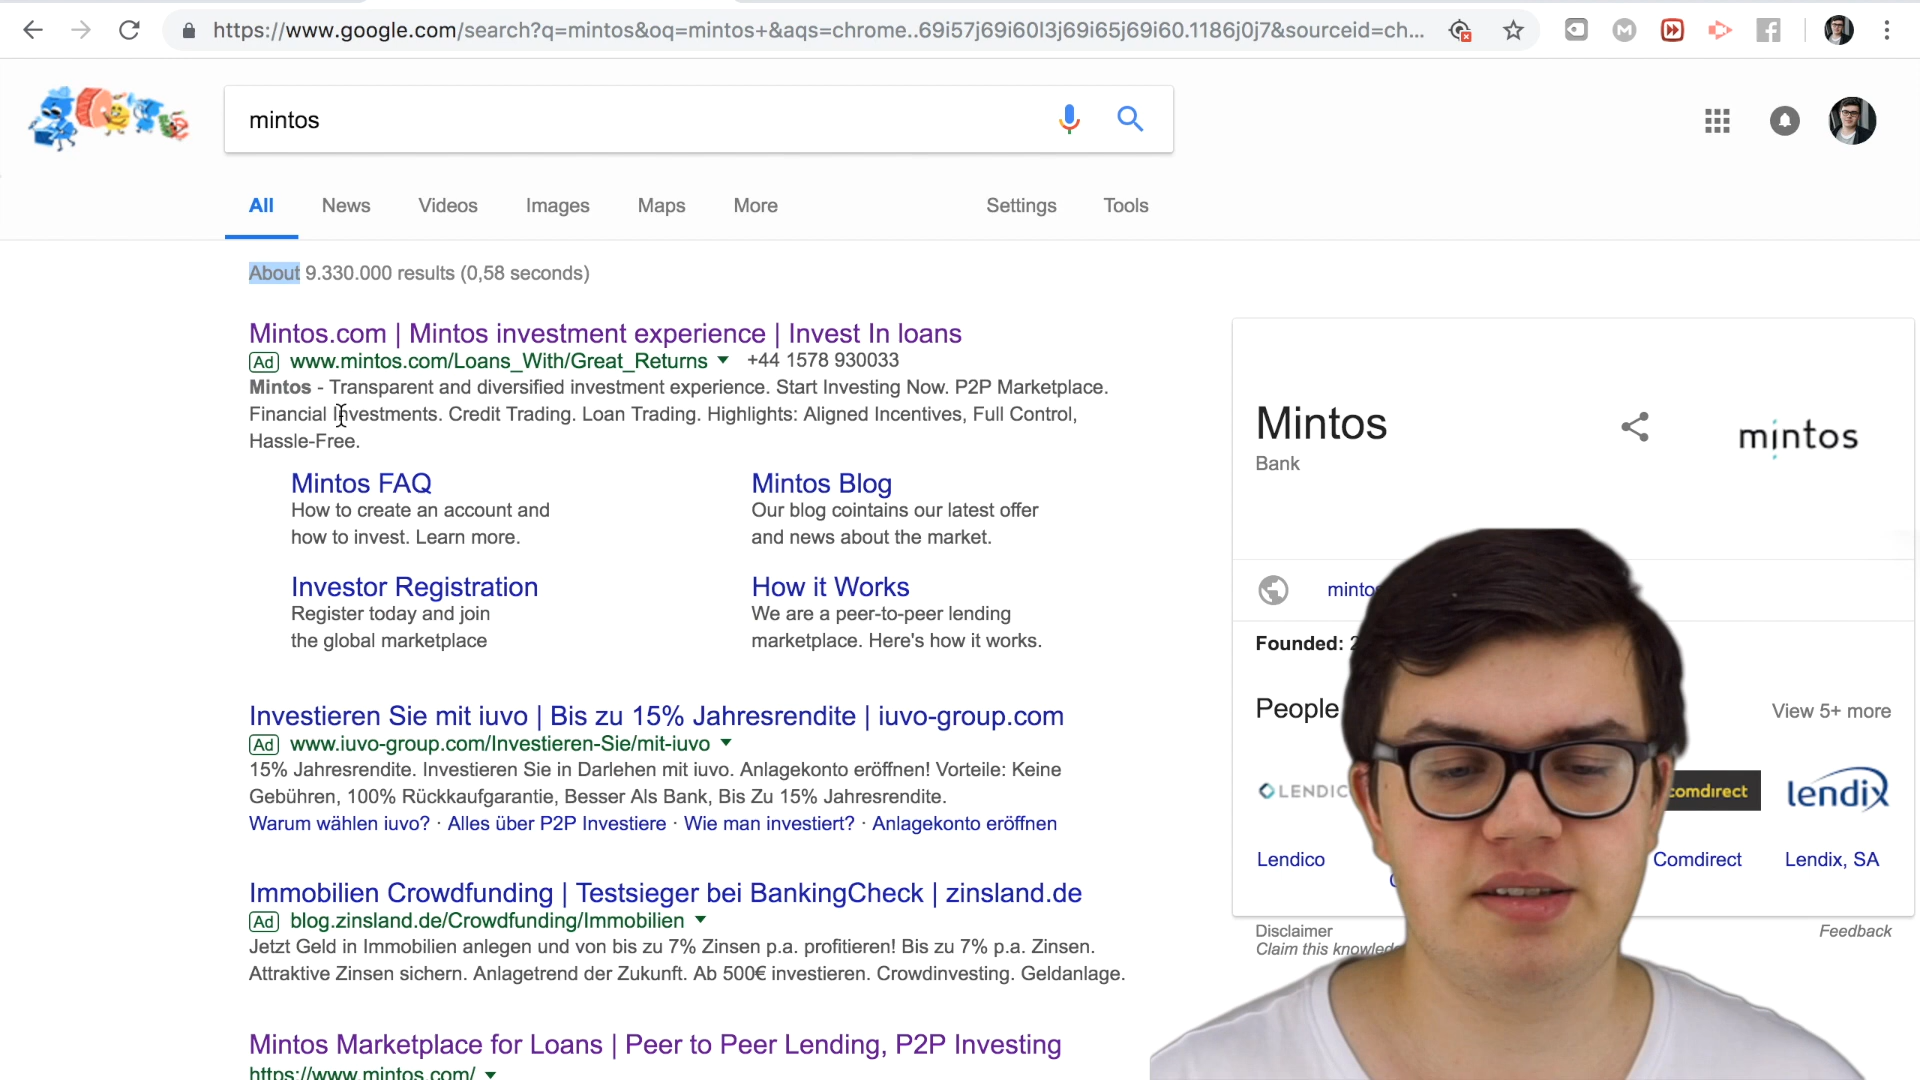 https://www.google.com/search?q=mintos&oq=mintos+&aqs=chrome..69i57j69i60l3j69i65j69i60.1186j0j7&sourceid=ch...
mintos
All News Videos Images Maps More Settings Tools
About 9.330.000 results (0,58 seconds)
Mintos.com | Mintos investment experience | Invest In loans
Ad www.mintos.com/Loans_With/Great_Returns +44 1578 930033
Mintos - Transparent and diversified investment experience. Start Investing Now. P2P Marketplace.
Financial Investments. Credit Trading. Loan Trading. Highlights: Aligned Incentives, Full Control,
Hassle-Free.
Mintos FAQ
How to create an account and
how to invest. Learn more.
Mintos Blog
Our blog cointains our latest offer
and news about the market.
Investor Registration
Register today and join
the global marketplace
How it Works
We are a peer-to-peer lending
marketplace. Here's how it works.
Investieren Sie mit iuvo | Bis zu 15% Jahresrendite | iuvo-group.com
Ad www.iuvo-group.com/Investieren-Sie/mit-iuvo
15% Jahresrendite. Investieren Sie in Darlehen mit iuvo. Anlagekonto eröffnen! Vorteile: Keine
Gebühren, 100% Rückkaufgarantie, Besser Als Bank, Bis Zu 15% Jahresrendite.
Warum wählen iuvo? · Alles über P2P Investiere · Wie man investiert? · Anlagekonto eröffnen
Immobilien Crowdfunding | Testsieger bei BankingCheck | zinsland.de
Ad blog.zinsland.de/Crowdfunding/Immobilien
Jetzt Geld in Immobilien anlegen und von bis zu 7% Zinsen p.a. profitieren! Bis zu 7% p.a. Zinsen.
Attraktive Zinsen sichern. Anlagetrend der Zukunft. Ab 500€ investieren. Crowdinvesting. Geldanlage.
Mintos Marketplace for Loans | Peer to Peer Lending, P2P Investing
https://www.mintos.com/
Mintos
Bank
mintos
Founded:
People
View 5+ more
LENDIC
comdirect
lendix
Lendico
Comdirect
Lendix, SA
Disclaimer
Feedback
Claim this